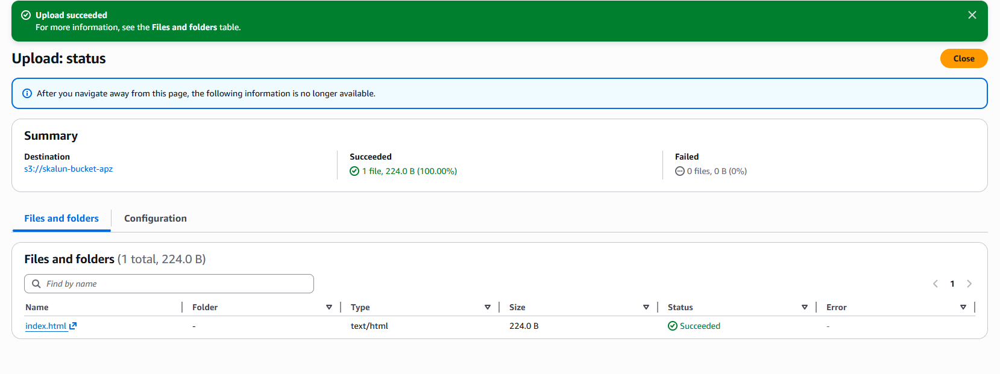 Upload succeeded
For more information, see the Files and folders table.
Upload: status
Close
After you navigate away from this page, the following information is no longer available.
Summary
Destination
s3://skalun-bucket-apz
Succeeded
1 file, 224.0 B (100.00%)
Failed
0 files, 0 B (0%)
Files and folders
Configuration
Files and folders (1 total, 224.0 B)
Find by name
1
Name Folder Type Size Status Error
index.html - text/html 224.0 B Succeeded -